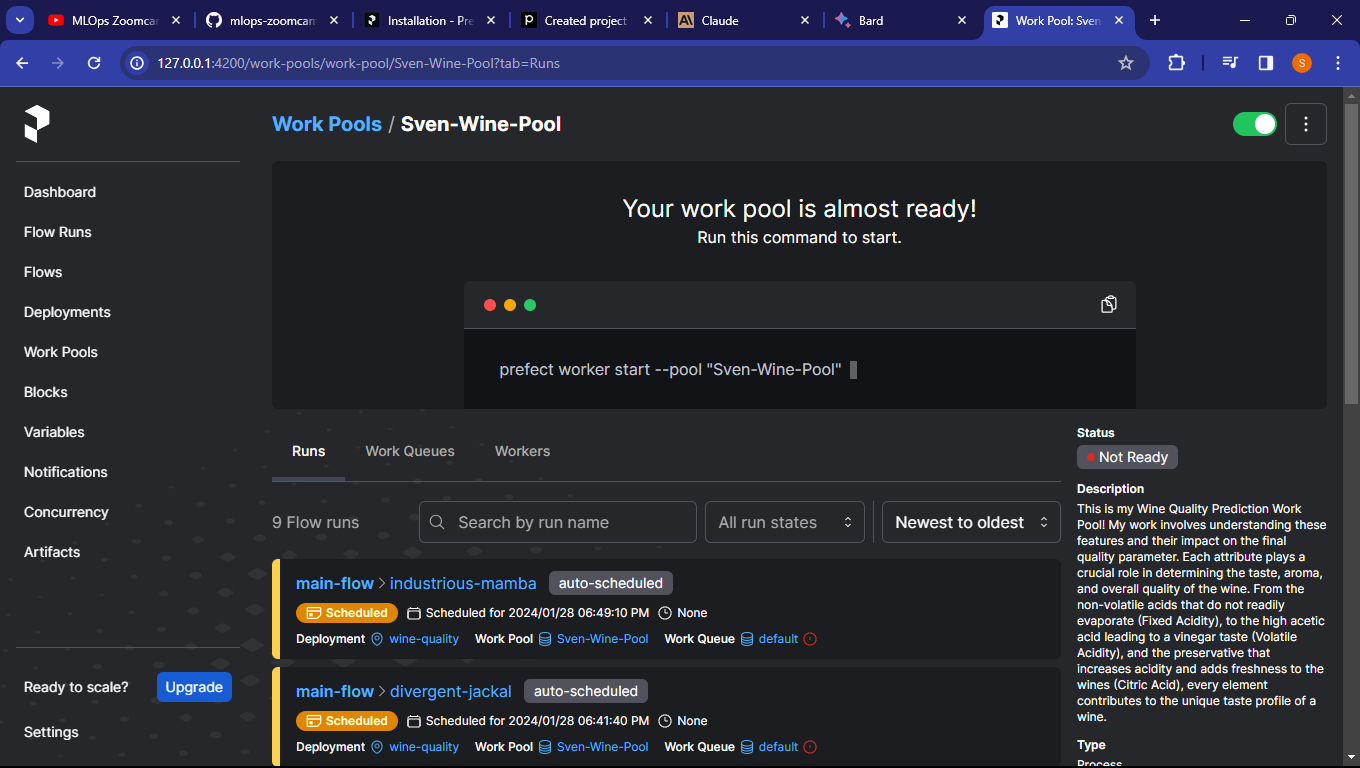 MLOps Zoomcar
mlops-zoomcam
Installation - Pre
Created project
Claude
Bard
Work Pool: Sven
127.0.0.1:4200/work-pools/work-pool/Sven-Wine-Pool?tab=Runs
S
Work Pools / Sven-Wine-Pool
Dashboard
Flow Runs
Flows
Deployments
Work Pools
Blocks
Variables
Notifications
Concurrency
Artifacts
Ready to scale?
Upgrade
Settings
Your work pool is almost ready!
Run this command to start.
prefect worker start --pool "Sven-Wine-Pool"
Runs
Work Queues
Workers
9 Flow runs
Search by run name
All run states
Newest to oldest
main-flow > industrious-mamba auto-scheduled
Scheduled Scheduled for 2024/01/28 06:49:10 PM None
Deployment wine-quality Work Pool Sven-Wine-Pool Work Queue default
main-flow > divergent-jackal auto-scheduled
Scheduled Scheduled for 2024/01/28 06:41:40 PM None
Deployment wine-quality Work Pool Sven-Wine-Pool Work Queue default
Status
Not Ready
Description
This is my Wine Quality Prediction Work
Pool! My work involves understanding these
features and their impact on the final
quality parameter. Each attribute plays a
crucial role in determining the taste, aroma,
and overall quality of the wine. From the
non-volatile acids that do not readily
evaporate (Fixed Acidity), to the high acetic
acid leading to a vinegar taste (Volatile
Acidity), and the preservative that
increases acidity and adds freshness to the
wines (Citric Acid), every element
contributes to the unique taste profile of a
wine.
Type
Process